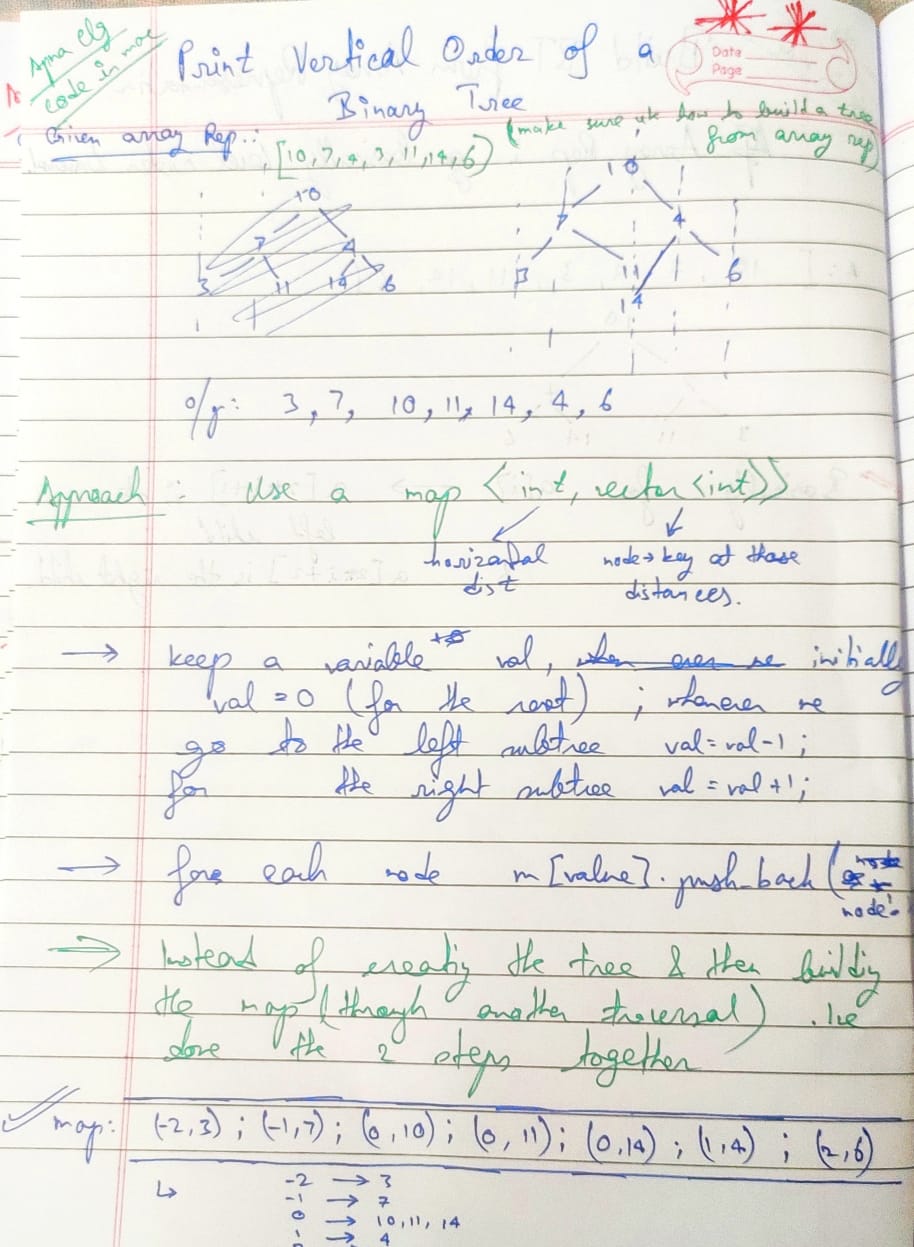 Apna clg
code in mac
Print Vertical Order of a
Binary Tree
Date
Page
Given array Rep.: [10, 7, 4, 3, 11, 14, 6)
(make sure uk how to build a tree
from array rep)
10
7 4
3 11 14 6
10
7 4
3 11 6
14
o/p: 3, 7, 10, 11, 14, 4, 6
Approach : Use a map <int, vector<int>>
horizontal
dist
node→key at those
distances.
→ keep a variable val, initially
val = 0 (for the root) ; whenever we
go to the left subtree val = val-1 ;
for the right subtree val = val +1 ;
→ for each node m[value].push_back(
node
⇒ Instead of creating the tree & then building
the map (through another traversal) . I've
done the 2 steps together
map: (-2,3) ; (-1,7) ; (0,10) ; (0,11) ; (0,14) ; (1,4) ; (2,6)
↳ -2 → 3
-1 → 7
0 → 10, 11, 14
1 → 4